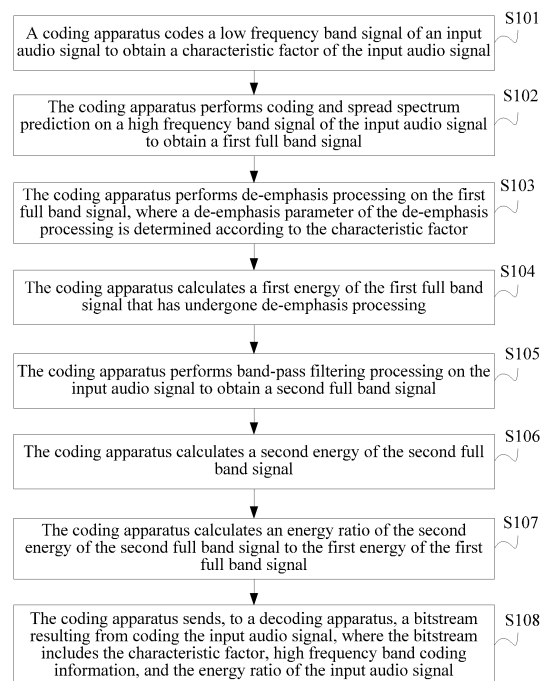 S101
A coding apparatus codes a low frequency band signal of an input
audio signal to obtain a characteristic factor of the input audio signal
S102
The coding apparatus performs coding and spread spectrum
prediction on a high frequency band signal of the input audio signal
to obtain a first full band signal
S103
The coding apparatus performs de-emphasis processing on the first
full band signal, where a de-emphasis parameter of the de-emphasis
processing is determined according to the characteristic factor
S104
The coding apparatus calculates a first energy of the first full band
signal that has undergone de-emphasis processing
S105
The coding apparatus performs band-pass filtering processing on the
input audio signal to obtain a second full band signal
S106
The coding apparatus calculates a second energy of the second full
band signal
S107
The coding apparatus calculates an energy ratio of the second
energy of the second full band signal to the first energy of the first
full band signal
S108
The coding apparatus sends, to a decoding apparatus, a bitstream
resulting from coding the input audio signal, where the bitstream
includes the characteristic factor, high frequency band coding
information, and the energy ratio of the input audio signal